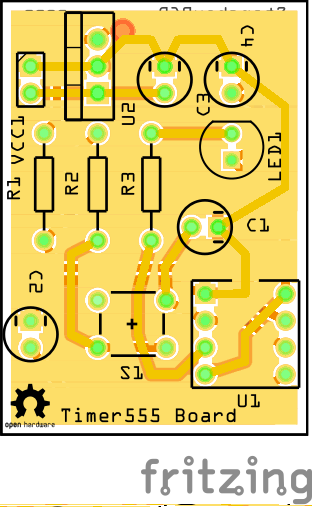 C4
U2
C3
VCC1
LED1
R1
R2
R3
C1
C2
S1
U1
Timer555 Board
open hardware
fritzing